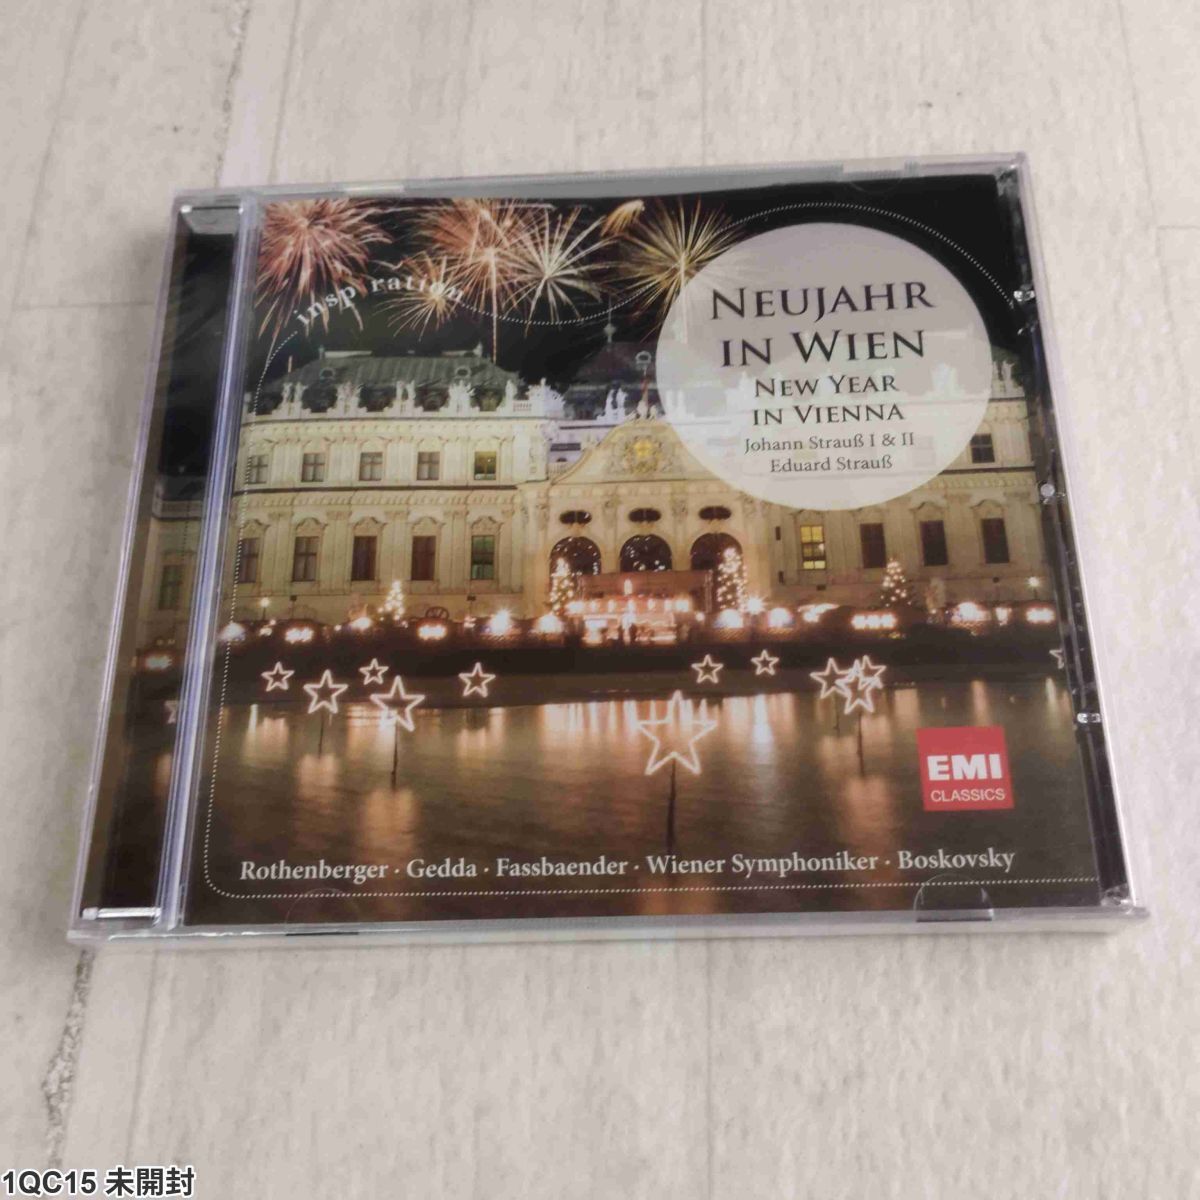 inspiration
NEUJAHR
IN WIEN
NEW YEAR
IN VIENNA
Johann Strauß I & II
Eduard Strauß
EMI
CLASSICS
Rothenberger · Gedda · Fassbaender · Wiener Symphoniker · Boskovsky
1QC15 未開封